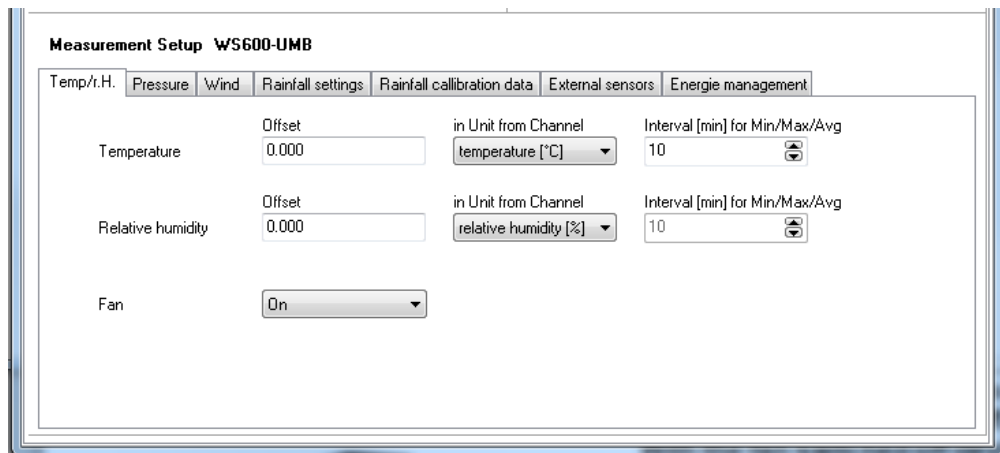 Measurement Setup WS600-UMB
Temp/r.H. Pressure Wind Rainfall settings Rainfall callibration data External sensors Energie management
Offset in Unit from Channel Interval [min] for Min/Max/Avg
Temperature 0.000 temperature [°C] 10
Offset in Unit from Channel Interval [min] for Min/Max/Avg
Relative humidity 0.000 relative humidity [%] 10
Fan On